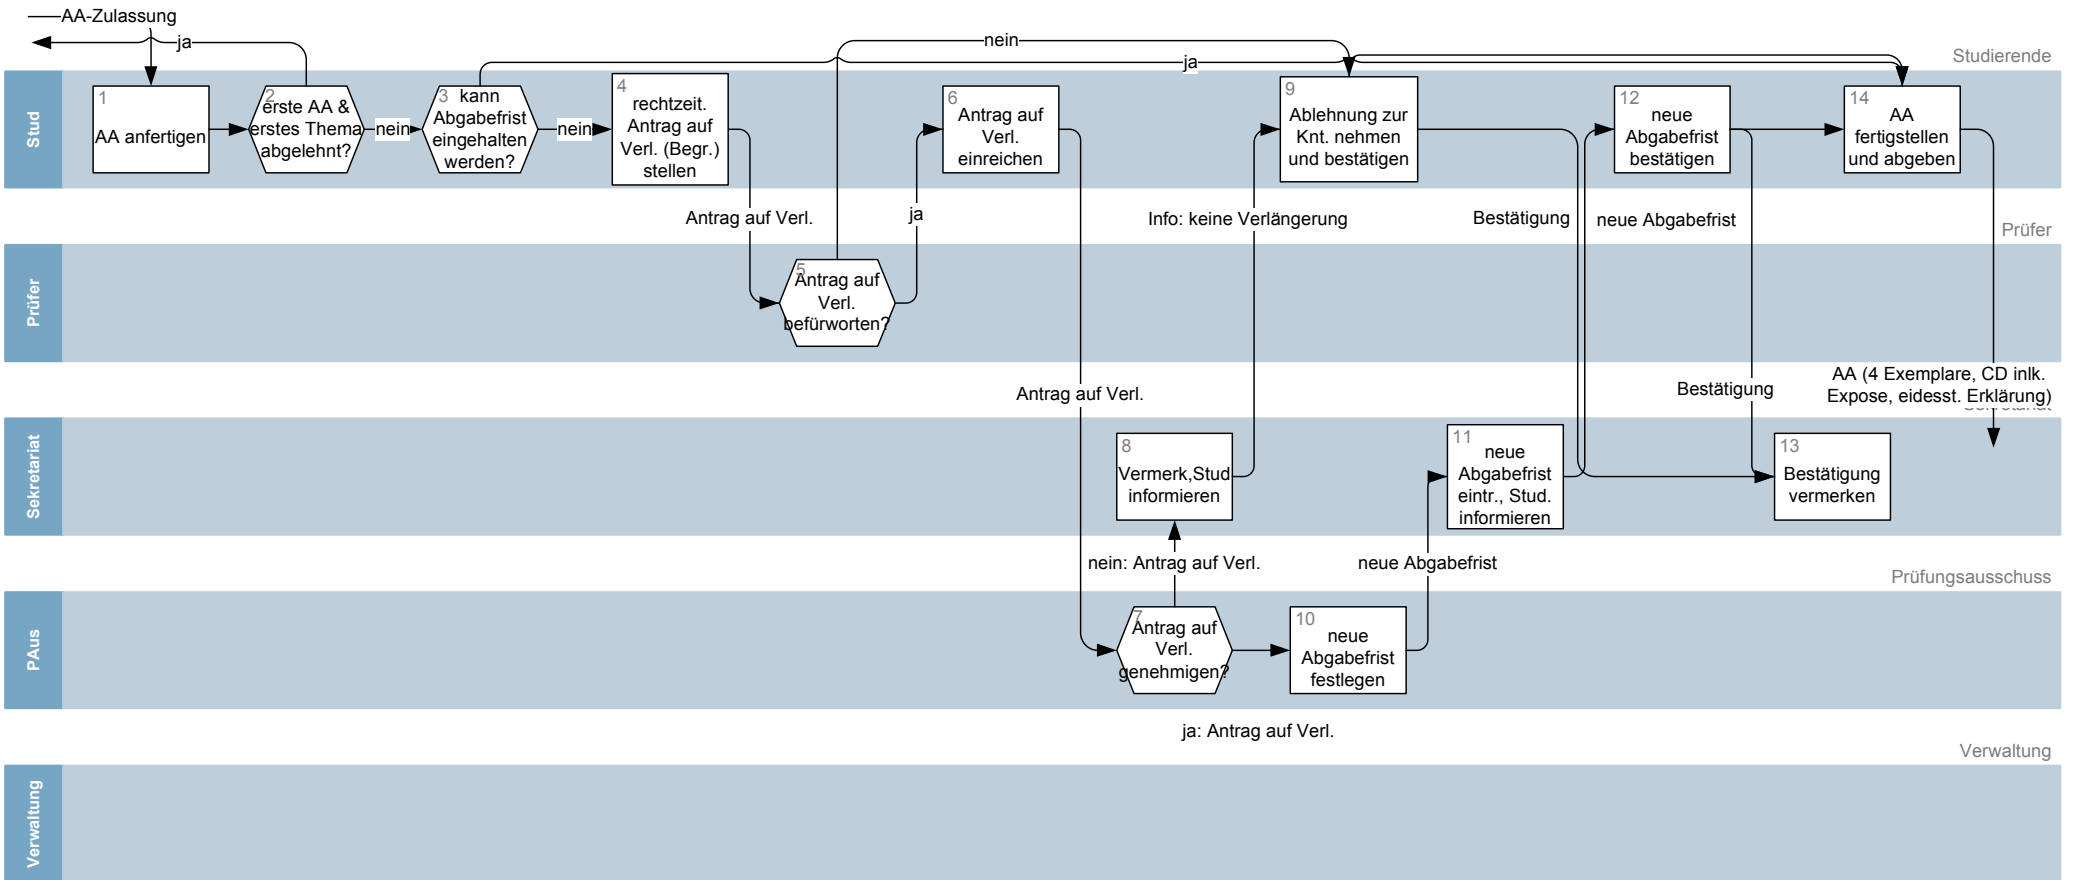 AA-Zulassung
ja
nein
ja
Studierende
Stud
1
AA anfertigen
2
erste AA &
erstes Thema
abgelehnt?
nein
3
kann
Abgabefrist
eingehalten
werden?
nein
4
rechtzeit.
Antrag auf
Verl. (Begr.)
stellen
6
Antrag auf
Verl.
einreichen
9
Ablehnung zur
Knt. nehmen
und bestätigen
12
neue
Abgabefrist
bestätigen
14
AA
fertigstellen
und abgeben
Antrag auf Verl.
ja
Info: keine Verlängerung
Bestätigung
neue Abgabefrist
Prüfer
Prüfer
5
Antrag auf
Verl.
befürworten?
Antrag auf Verl.
Bestätigung
AA (4 Exemplare, CD inlk.
Expose, eidesst. Erklärung)
Sekretariat
Sekretariat
8
Vermerk,Stud
informieren
11
neue
Abgabefrist
eintr., Stud.
informieren
13
Bestätigung
vermerken
nein: Antrag auf Verl.
neue Abgabefrist
Prüfungsausschuss
PAus
7
Antrag auf
Verl.
genehmigen?
10
neue
Abgabefrist
festlegen
ja: Antrag auf Verl.
Verwaltung
Verwaltung